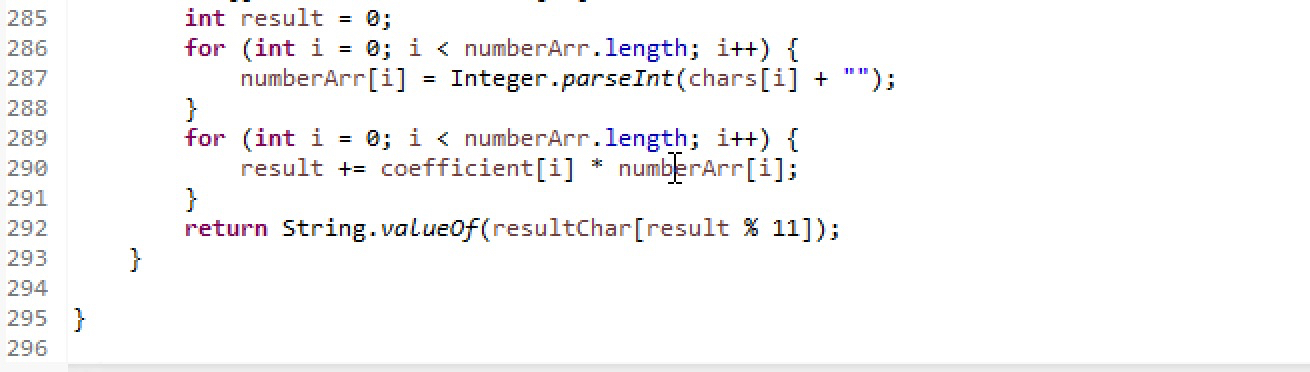 285 int result = 0;
286 for (int i = 0; i < numberArr.length; i++) {
287 numberArr[i] = Integer.parseInt(chars[i] + "");
288 }
289 for (int i = 0; i < numberArr.length; i++) {
290 result += coefficient[i] * numberArr[i];
291 }
292 return String.valueOf(resultChar[result % 11]);
293 }
294
295 }
296